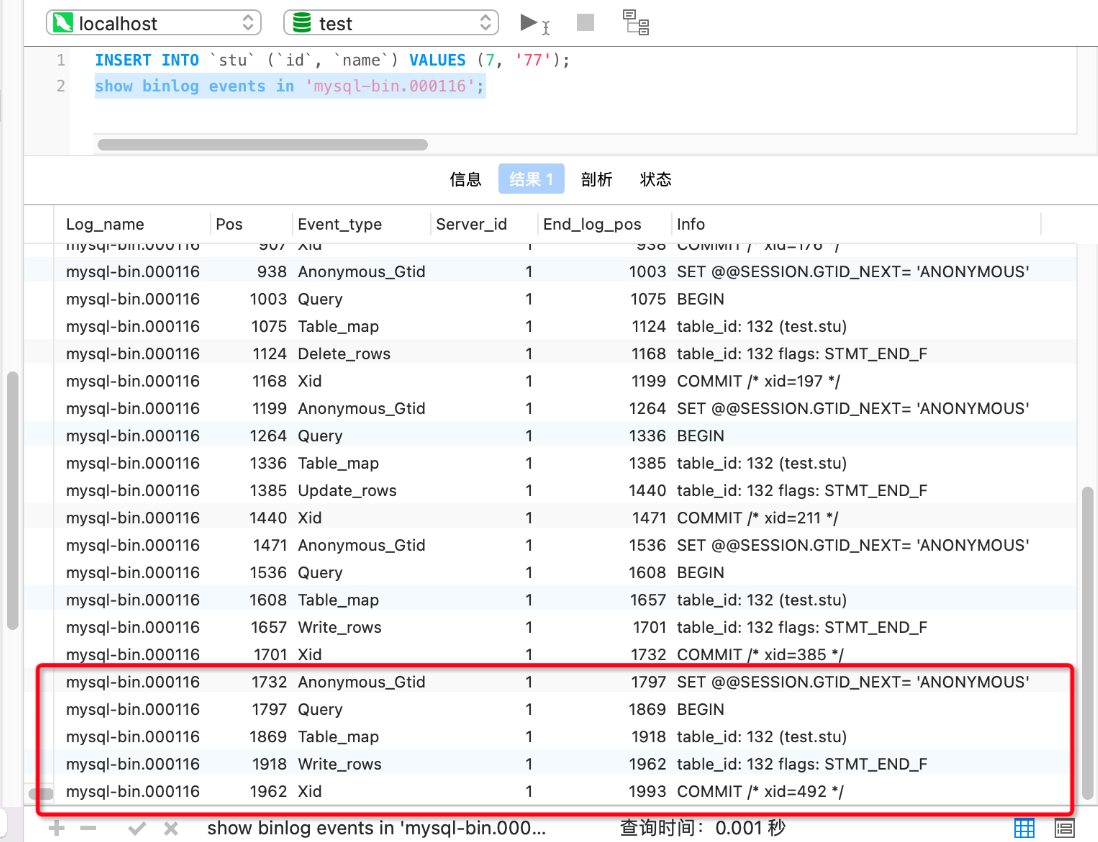 localhost test
1 INSERT INTO `stu` (`id`, `name`) VALUES (7, '77');
2 show binlog events in 'mysql-bin.000116';
信息 结果 1 剖析 状态
Log_name Pos Event_type Server_id End_log_pos Info
mysql-bin.000116 907 Xid 1 938 COMMIT /* xid=176 */
mysql-bin.000116 938 Anonymous_Gtid 1 1003 SET @@SESSION.GTID_NEXT= 'ANONYMOUS'
mysql-bin.000116 1003 Query 1 1075 BEGIN
mysql-bin.000116 1075 Table_map 1 1124 table_id: 132 (test.stu)
mysql-bin.000116 1124 Delete_rows 1 1168 table_id: 132 flags: STMT_END_F
mysql-bin.000116 1168 Xid 1 1199 COMMIT /* xid=197 */
mysql-bin.000116 1199 Anonymous_Gtid 1 1264 SET @@SESSION.GTID_NEXT= 'ANONYMOUS'
mysql-bin.000116 1264 Query 1 1336 BEGIN
mysql-bin.000116 1336 Table_map 1 1385 table_id: 132 (test.stu)
mysql-bin.000116 1385 Update_rows 1 1440 table_id: 132 flags: STMT_END_F
mysql-bin.000116 1440 Xid 1 1471 COMMIT /* xid=211 */
mysql-bin.000116 1471 Anonymous_Gtid 1 1536 SET @@SESSION.GTID_NEXT= 'ANONYMOUS'
mysql-bin.000116 1536 Query 1 1608 BEGIN
mysql-bin.000116 1608 Table_map 1 1657 table_id: 132 (test.stu)
mysql-bin.000116 1657 Write_rows 1 1701 table_id: 132 flags: STMT_END_F
mysql-bin.000116 1701 Xid 1 1732 COMMIT /* xid=385 */
mysql-bin.000116 1732 Anonymous_Gtid 1 1797 SET @@SESSION.GTID_NEXT= 'ANONYMOUS'
mysql-bin.000116 1797 Query 1 1869 BEGIN
mysql-bin.000116 1869 Table_map 1 1918 table_id: 132 (test.stu)
mysql-bin.000116 1918 Write_rows 1 1962 table_id: 132 flags: STMT_END_F
mysql-bin.000116 1962 Xid 1 1993 COMMIT /* xid=492 */
show binlog events in 'mysql-bin.000... 查询时间：0.001 秒